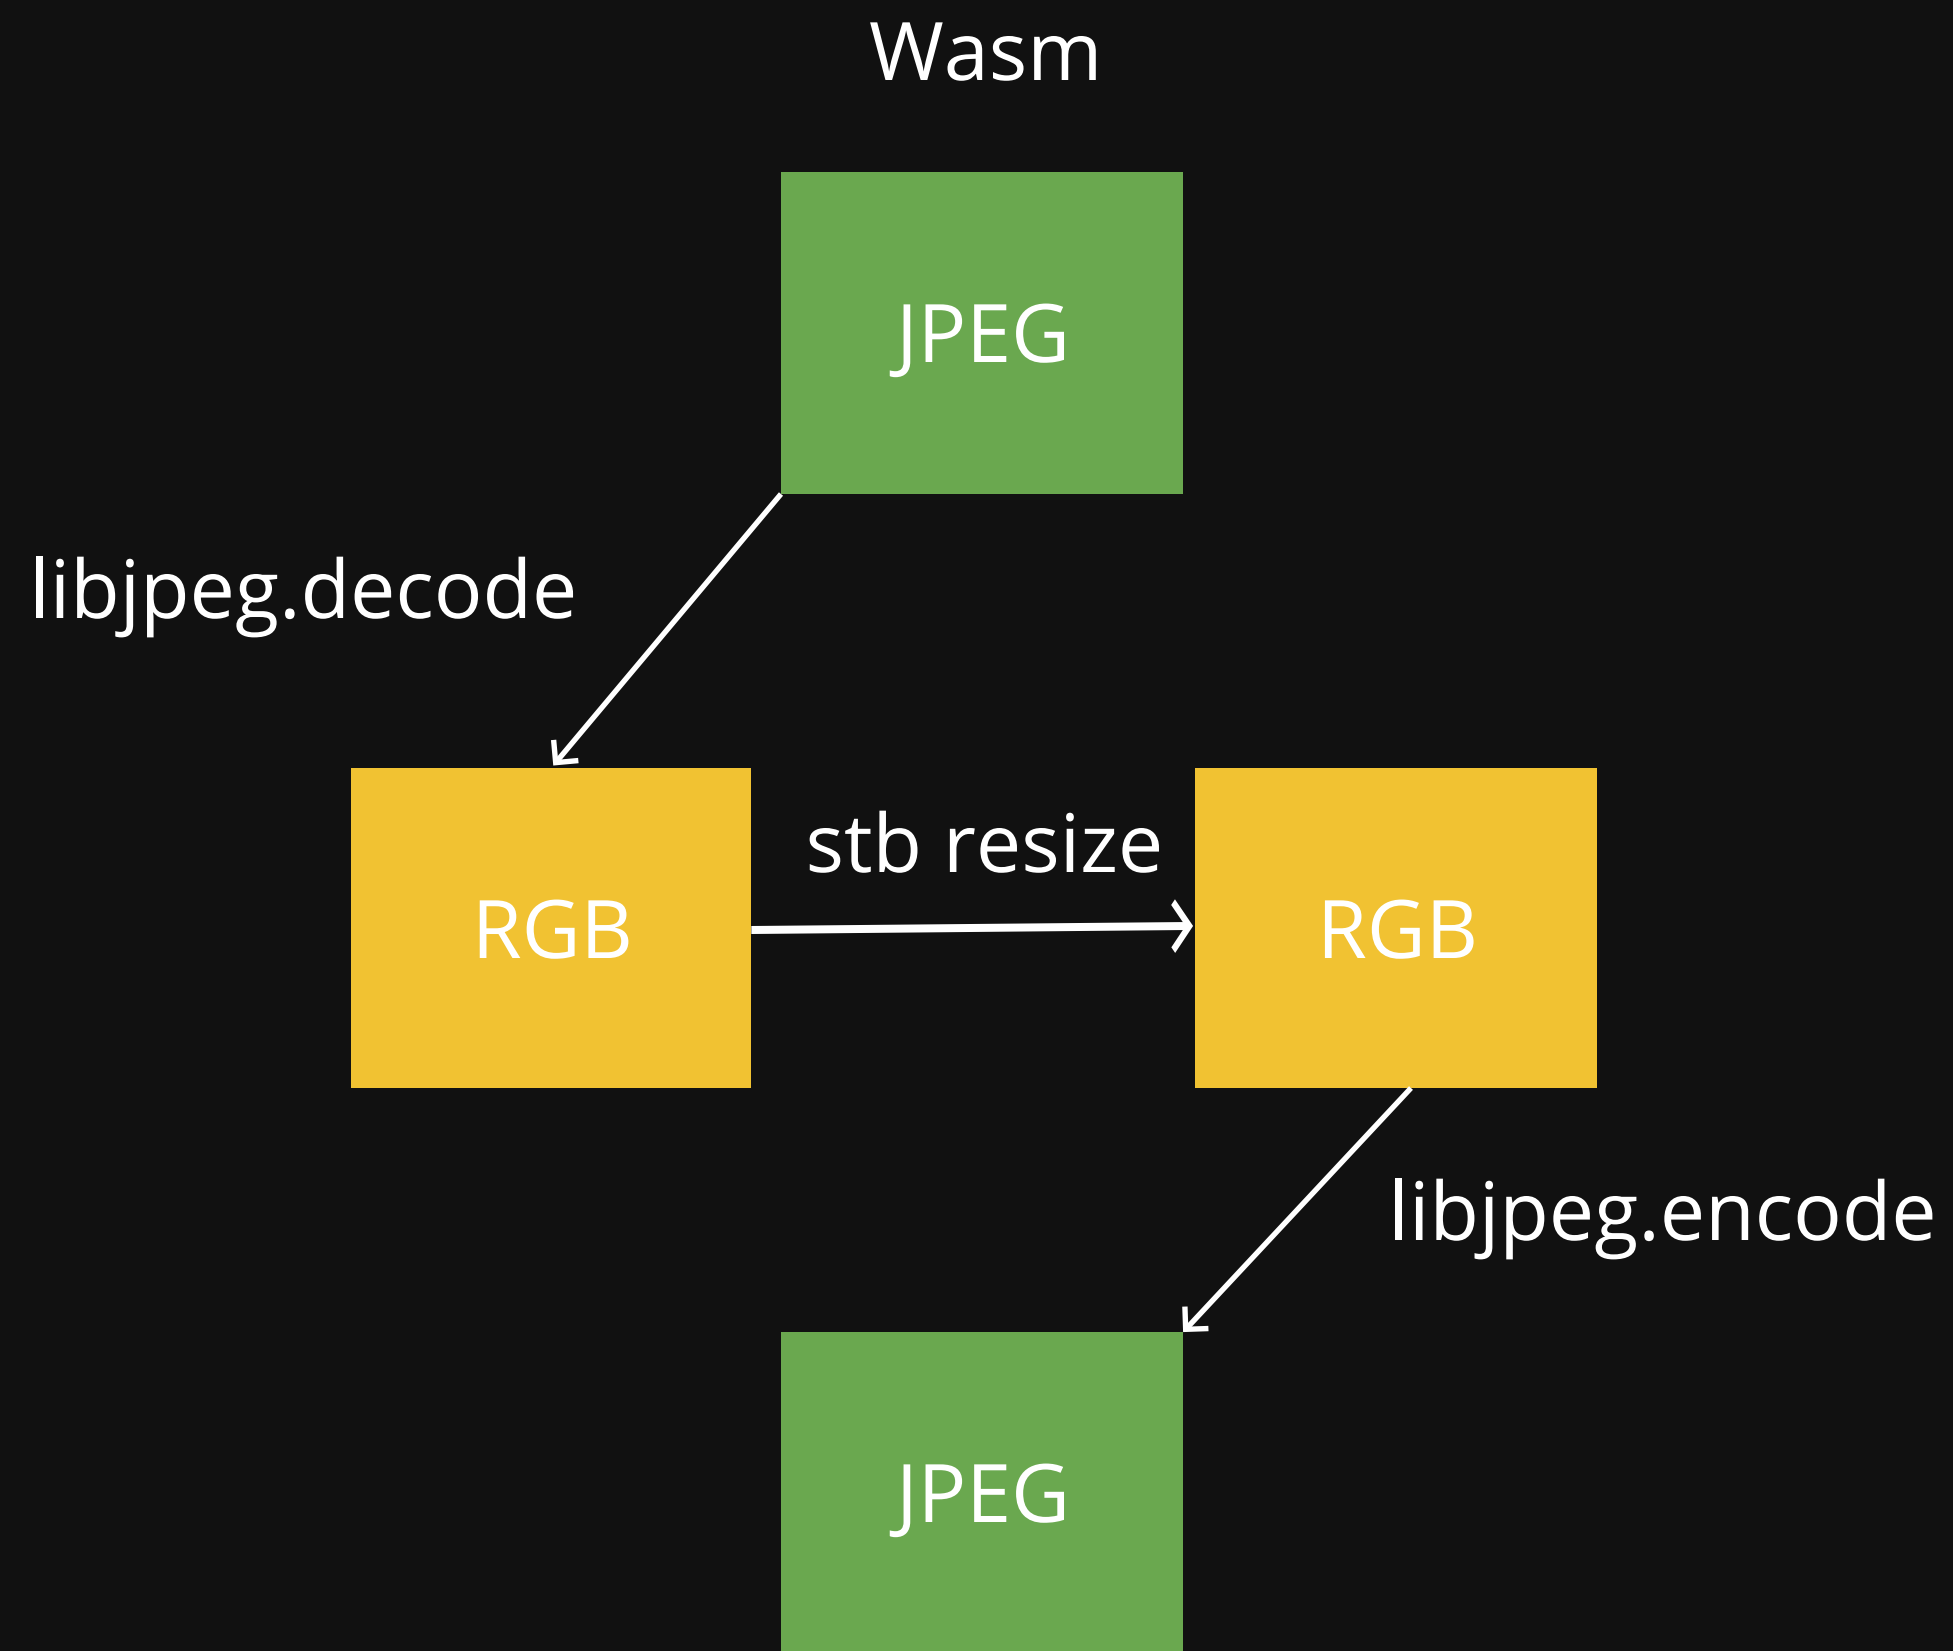 Wasm
JPEG
libjpeg.decode
stb resize
RGB
RGB
libjpeg.encode
JPEG